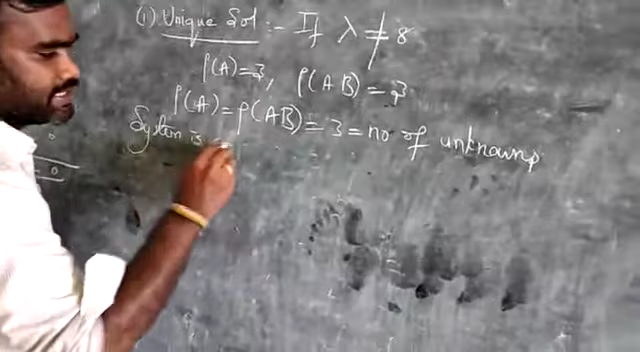 (i) Unique Sol :- If λ ≠ 8
ρ(A)=3, ρ(AB) = 3
ρ(A) = ρ(AB) = 3 = no of unknowns
System is